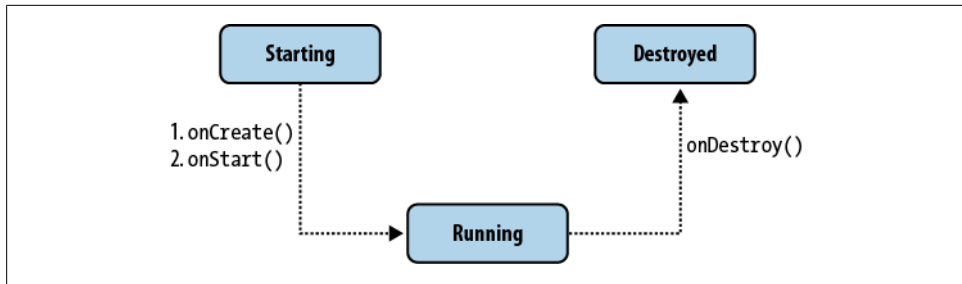 Starting
Destroyed
1. onCreate()
2. onStart()
onDestroy()
Running